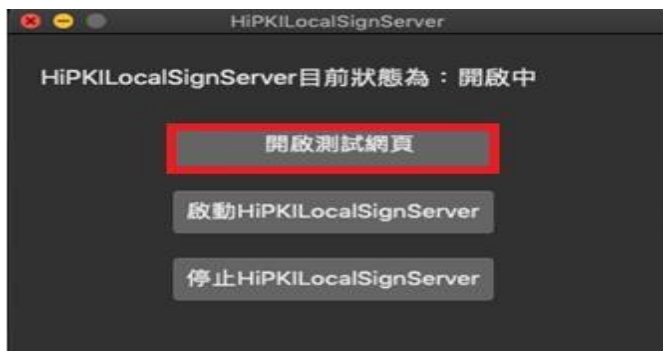 HiPKILocalSignServer
HiPKILocalSignServer目前狀態為：開啟中
開啟測試網頁
啟動HiPKILocalSignServer
停止HiPKILocalSignServer